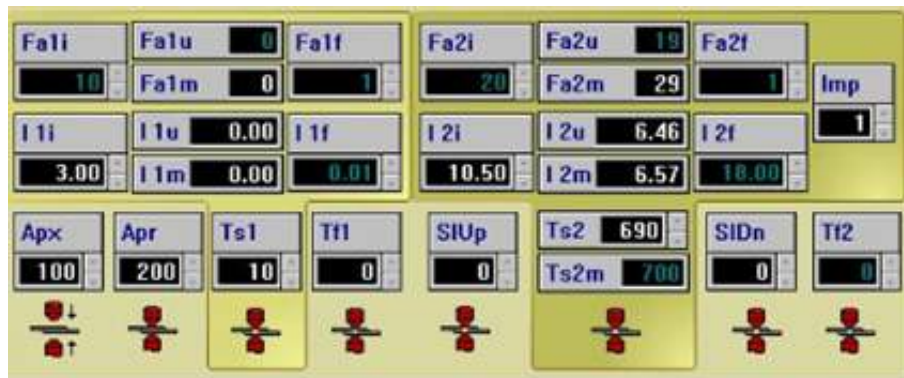 Fa1i Fa1u 0 Fa1f Fa2i Fa2u 19 Fa2f
10 Fa1m 0 1 20 Fa2m 29 1 Imp
I 1i I 1u 0.00 I 1f I 2i I 2u 6.46 I 2f 1
3,00 I 1m 0.00 0.01 10,50 I 2m 6.57 18.00
Apx Apr Ts1 Tf1 SlUp Ts2 690 SlDn Tf2
100 200 10 0 0 Ts2m 700 0 0